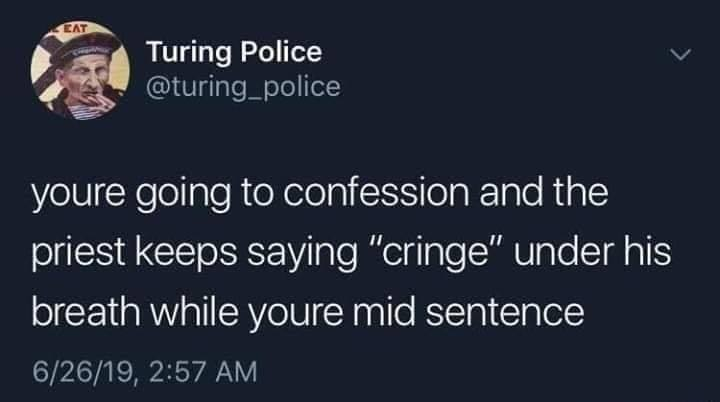 EAT
Turing Police
@turing_police
youre going to confession and the
priest keeps saying “cringe” under his
breath while youre mid sentence
6/26/19, 2:57 AM